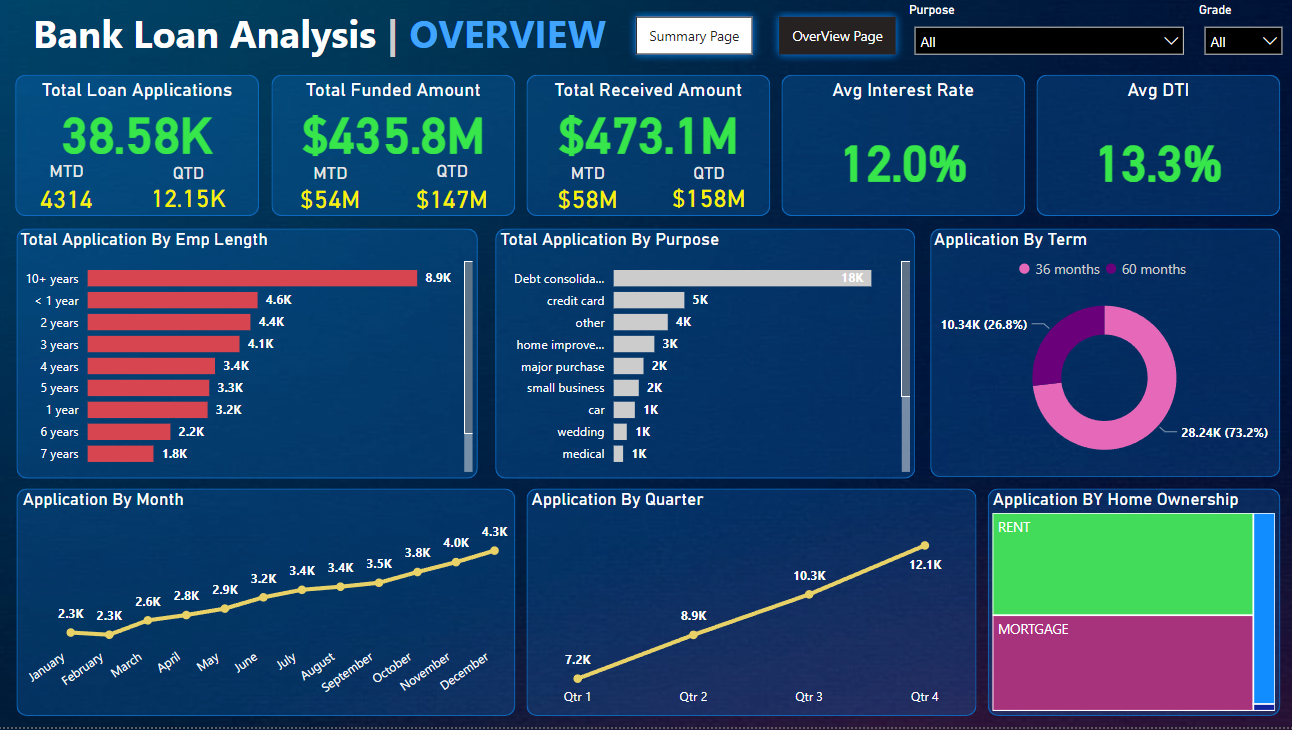 Bank Loan Analysis | OVERVIEW
Summary Page
OverView Page
Purpose
All
Grade
All
Total Loan Applications
38.58K
MTD
QTD
4314
12.15K
Total Funded Amount
$435.8M
MTD
QTD
$54M
$147M
Total Received Amount
$473.1M
MTD
QTD
$58M
$158M
Avg Interest Rate
12.0%
Avg DTI
13.3%
Total Application By Emp Length
10+ years 8.9K
< 1 year 4.6K
2 years 4.4K
3 years 4.1K
4 years 3.4K
5 years 3.3K
1 year 3.2K
6 years 2.2K
7 years 1.8K
Total Application By Purpose
Debt consolida... 18K
credit card 5K
other 4K
home improve... 3K
major purchase 2K
small business 2K
car 1K
wedding 1K
medical 1K
Application By Term
36 months
60 months
10.34K (26.8%)
28.24K (73.2%)
Application By Month
2.3K
2.3K
2.6K
2.8K
2.9K
3.2K
3.4K
3.4K
3.5K
3.8K
4.0K
4.3K
January
February
March
April
May
June
July
August
September
October
November
December
Application By Quarter
7.2K
8.9K
10.3K
12.1K
Qtr 1
Qtr 2
Qtr 3
Qtr 4
Application BY Home Ownership
RENT
MORTGAGE